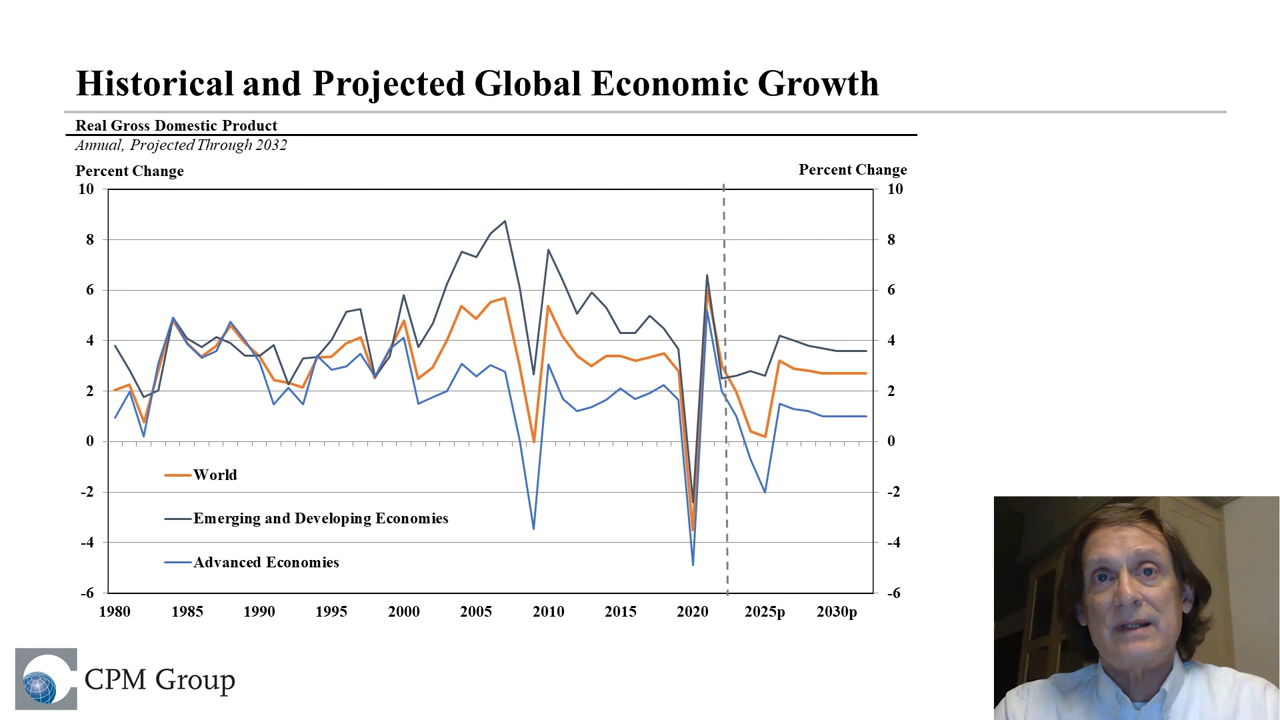 Historical and Projected Global Economic Growth
Real Gross Domestic Product
Annual, Projected Through 2032
Percent Change
Percent Change
10
10
8
8
6
6
4
4
2
2
0
0
-2
-2
-4
-4
-6
-6
World
Emerging and Developing Economies
Advanced Economies
1980 1985 1990 1995 2000 2005 2010 2015 2020 2025p 2030p
CPM Group